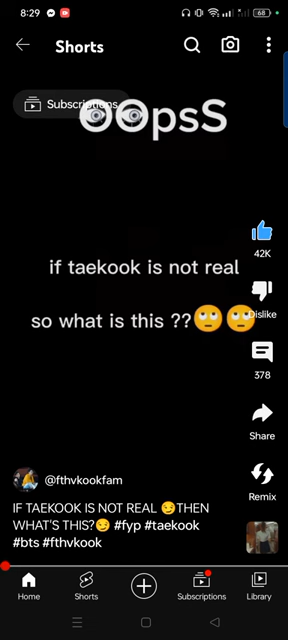 8:29
68
Shorts
Subscriptions
OOpsS
if taekook is not real
so what is this ??🙄🙄
42K
Dislike
378
Share
Remix
@fthvkookfam
IF TAEKOOK IS NOT REAL 😏THEN
WHAT'S THIS?😏 #fyp #taekook
#bts #fthvkook
Home
Shorts
Subscriptions
Library